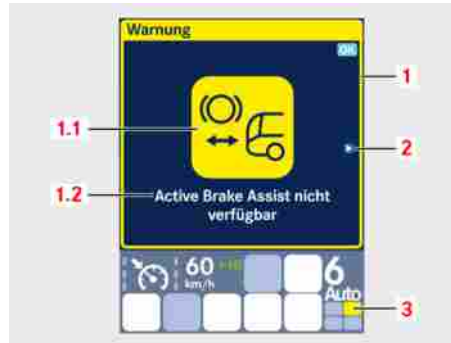 Warnung
OK
1
1.1
2
1.2
Active Brake Assist nicht
verfügbar
60
km/h
6
Auto
3